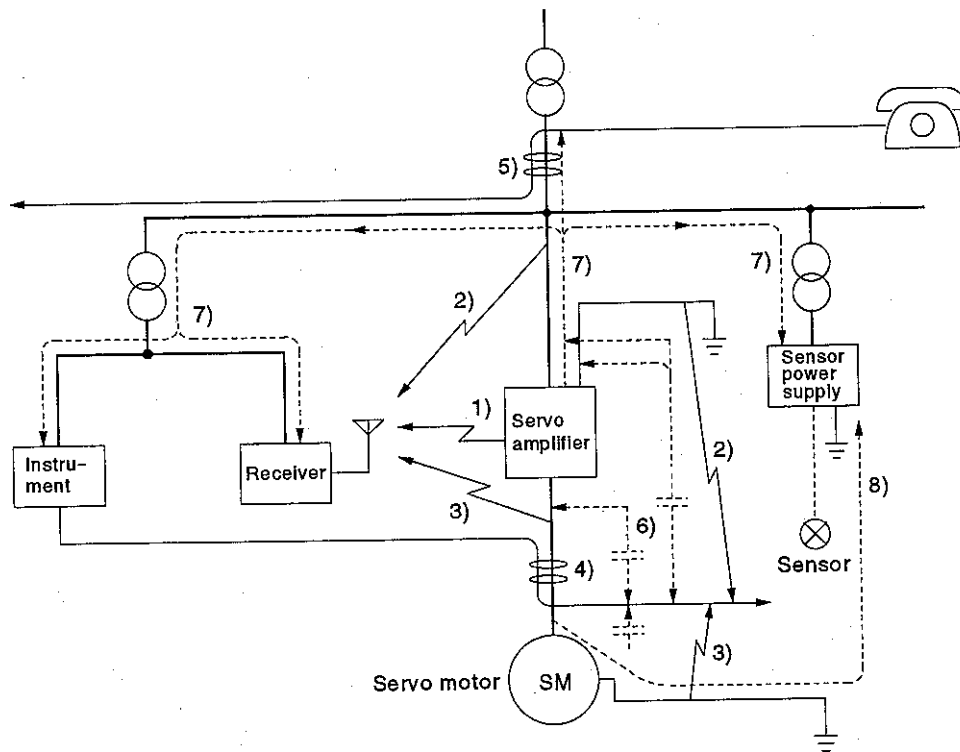 5)
7)
7)
2)
7)
Sensor
power
supply
1)
Servo
amplifier
2)
Instru-
ment
Receiver
3)
6)
8)
4)
Sensor
3)
Servo motor
SM